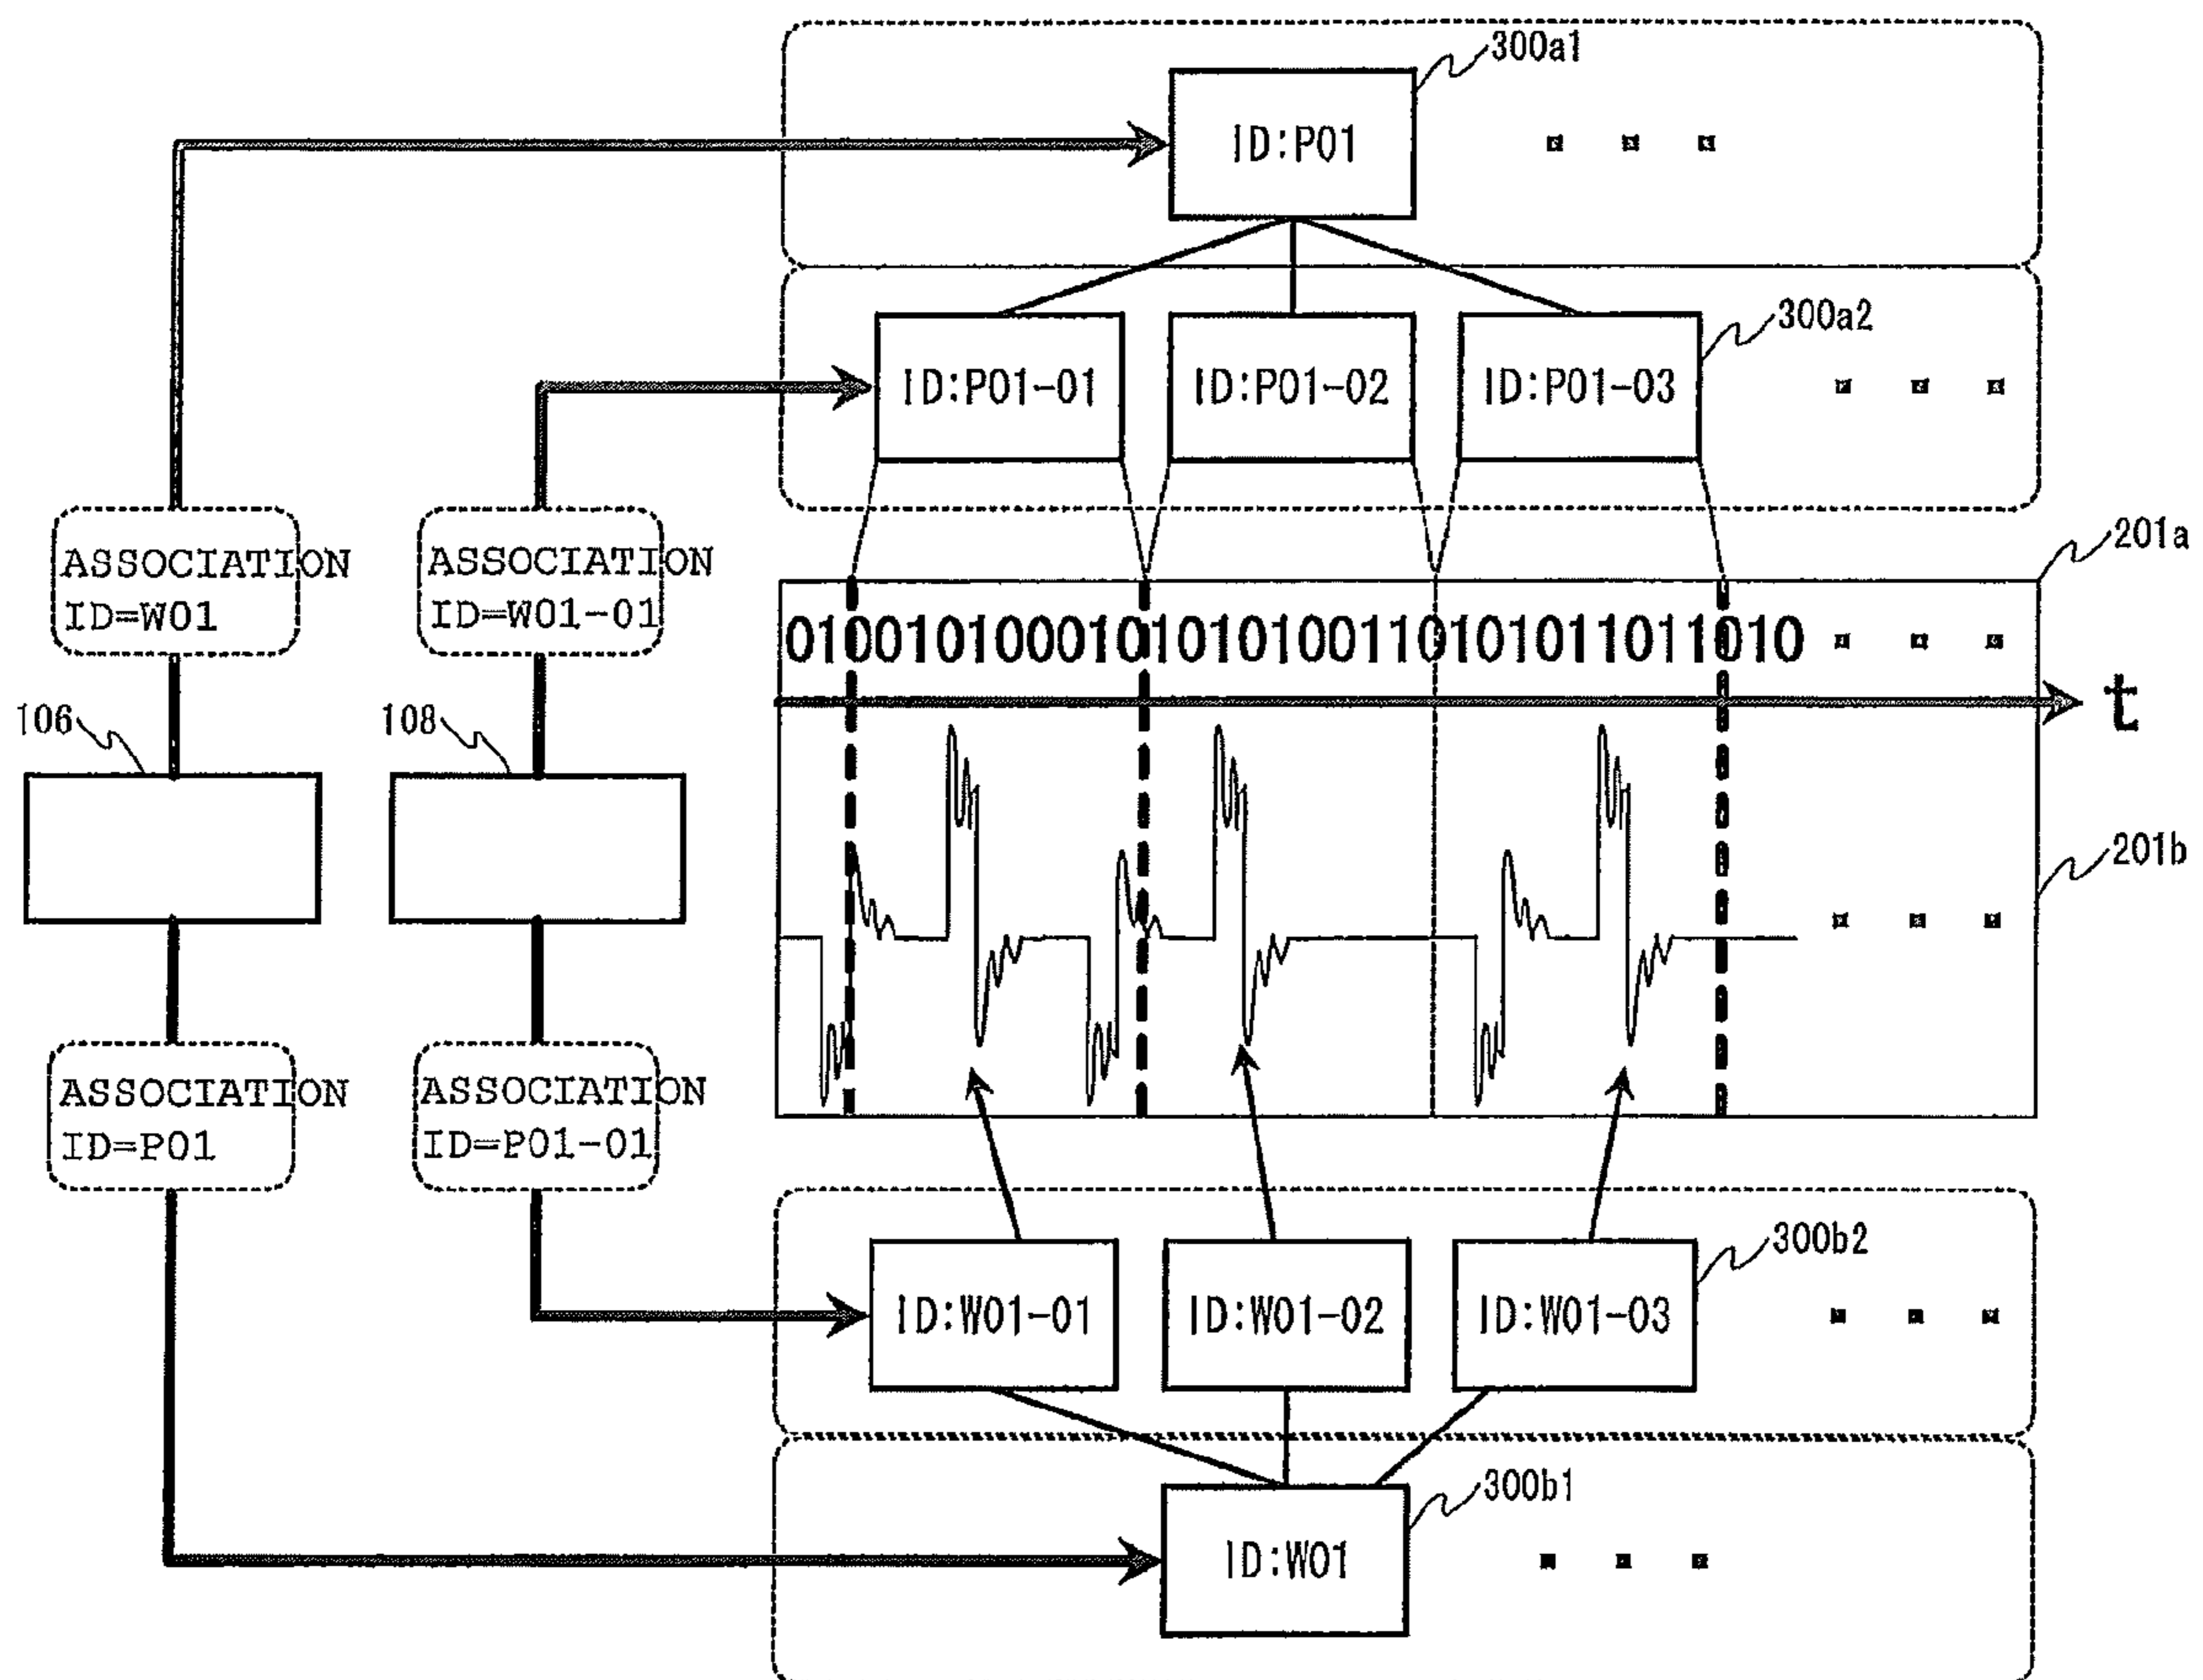 300a1
ID:P01
300a2
ID:P01-01
ID:P01-02
ID:P01-03
ASSOCIATION
ID=W01
ASSOCIATION
ID=W01-01
201a
01001010001010101001101010110110 10
t
106
108
201b
ASSOCIATION
ID=P01
ASSOCIATION
ID=P01-01
300b2
ID:W01-01
ID:W01-02
ID:W01-03
300b1
ID:W01